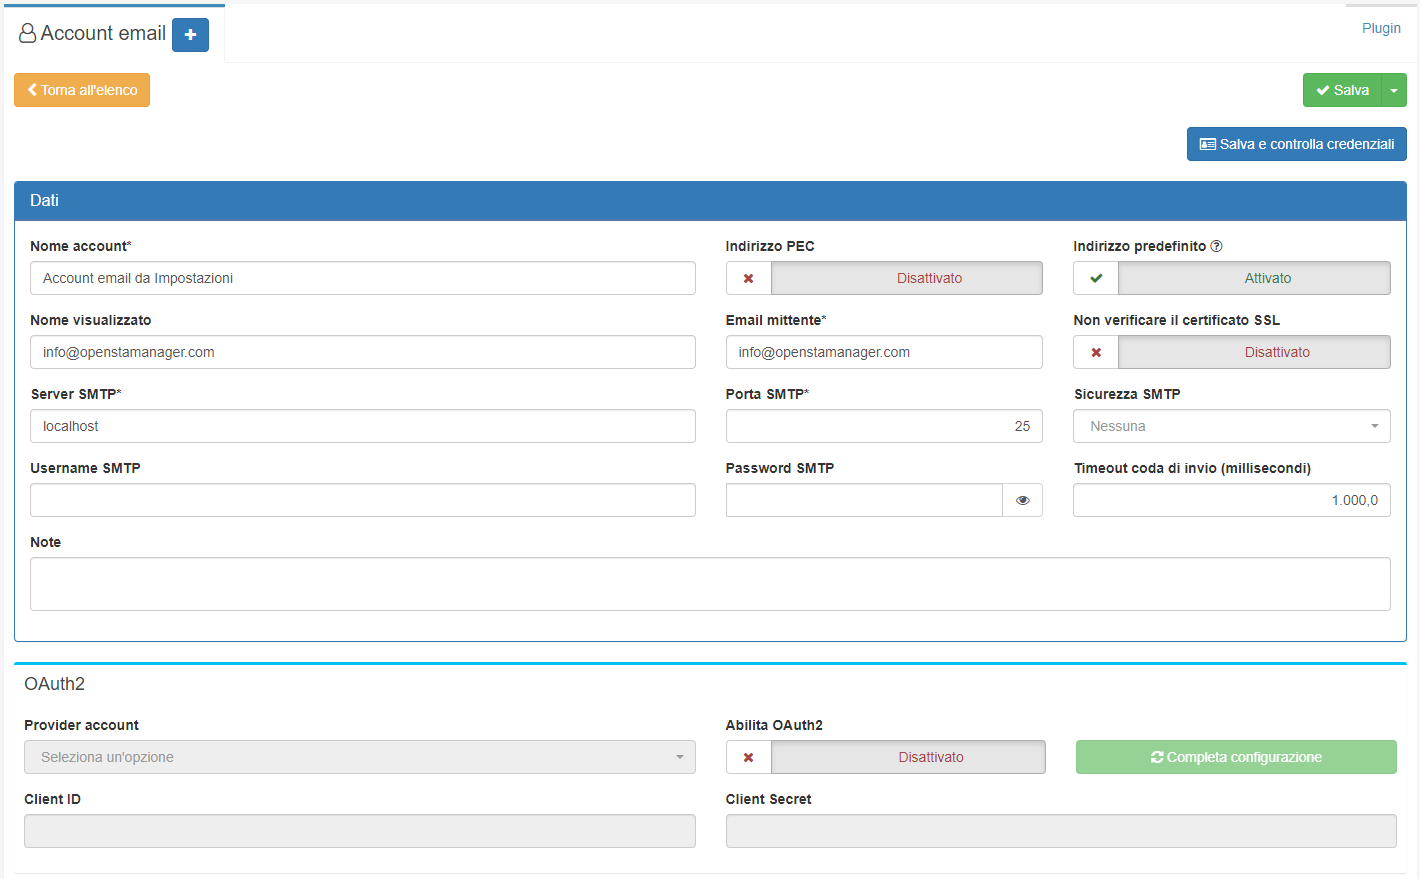 Account email
Plugin
Torna all'elenco
Salva
Salva e controlla credenziali
Dati
Nome account*
Indirizzo PEC
Indirizzo predefinito
Account email da Impostazioni
Disattivato
Attivato
Nome visualizzato
Email mittente*
Non verificare il certificato SSL
info@openstamanager.com
info@openstamanager.com
Disattivato
Server SMTP*
Porta SMTP*
Sicurezza SMTP
localhost
25
Nessuna
Username SMTP
Password SMTP
Timeout coda di invio (millisecondi)
1.000,0
Note
OAuth2
Provider account
Abilita OAuth2
Seleziona un'opzione
Disattivato
Completa configurazione
Client ID
Client Secret